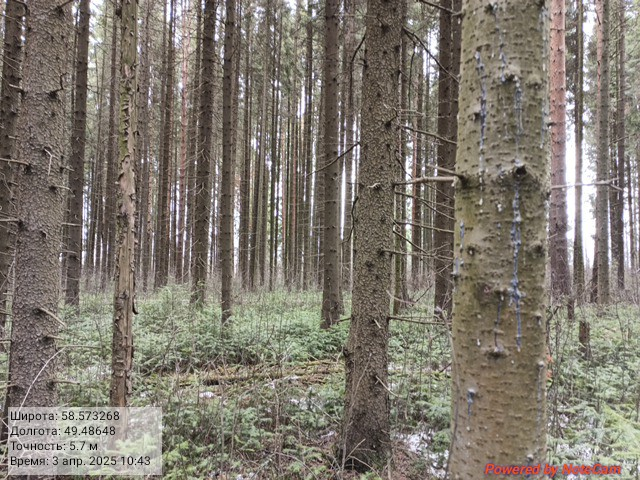 Широта: 58.573268
Долгота: 49.48648
Точность: 5.7 м
Время: 3 апр. 2025 10:43
Powered by NoteCam